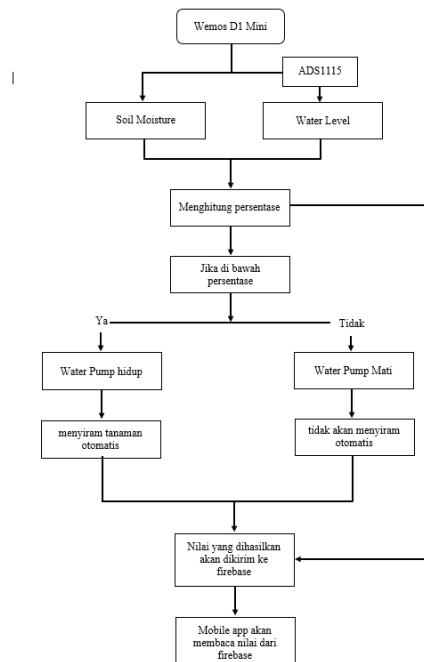 Wemos D1 Mini
ADS1115
Soil Moisture
Water Level
Menghitung persentase
Jika di bawah
persentase
Ya
Tidak
Water Pump hidup
Water Pump Mati
menyiram tanaman
otomatis
tidak akan menyiram
otomatis
Nilai yang dihasilkan
akan dikirim ke
firebase
Mobile app akan
membaca nilai dari
firebase